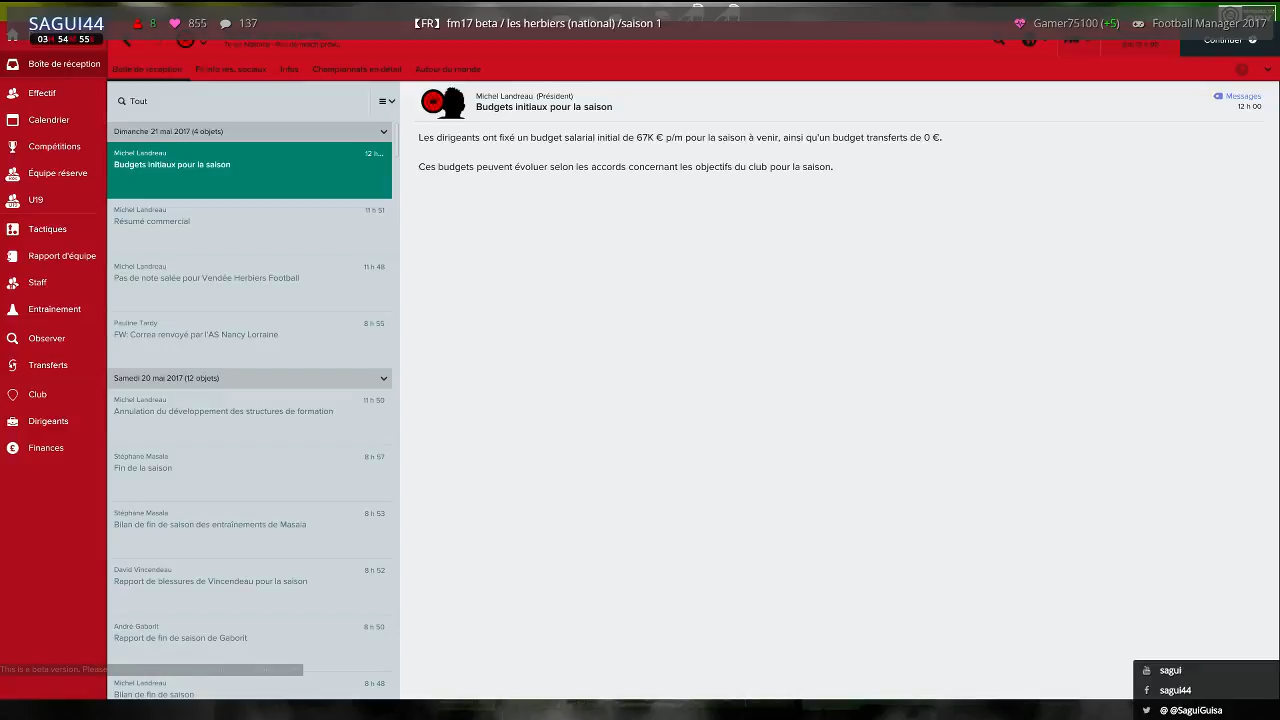 SAGUI44
8
855
137
【FR】 fm17 beta / les herbiers (national) /saison 1
Gamer75100 (+5)
Football Manager 2017
03 54 55
Continuer
Boîte de réception
Fil info rés. sociaux
Infos
Championnats en détail
Autour du monde
Boîte de réception
Effectif
Calendrier
Compétitions
Équipe réserve
U19
Tactiques
Rapport d'équipe
Staff
Entraînement
Observer
Transferts
Club
Dirigeants
Finances
Tout
Dimanche 21 mai 2017 (4 objets)
Michel Landreau 12 h...
Budgets initiaux pour la saison
Michel Landreau 11 h 51
Résumé commercial
Michel Landreau 11 h 48
Pas de note salée pour Vendée Herbiers Football
Pauline Tanty 8 h 55
FW: Correa renvoyé par l'AS Nancy Lorraine
Samedi 20 mai 2017 (12 objets)
Michel Landreau 11 h 50
Annulation du développement des structures de formation
Stéphane Masala 8 h 57
Fin de la saison
Stéphane Masala 8 h 53
Bilan de fin de saison des entraînements de Masala
David Vincendeau 8 h 52
Rapport de blessures de Vincendeau pour la saison
André Gaborit 8 h 50
Rapport de fin de saison de Gaborit
Michel Landreau 8 h 48
Bilan de fin de saison
Michel Landreau (Président)
Budgets initiaux pour la saison
Messages
12 h 00
Les dirigeants ont fixé un budget salarial initial de 67K € p/m pour la saison à venir, ainsi qu'un budget transferts de 0 €.
Ces budgets peuvent évoluer selon les accords concernant les objectifs du club pour la saison.
This is a beta version. Please
sagui
sagui44
@ @SaguiGuisa